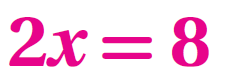 2x = 8